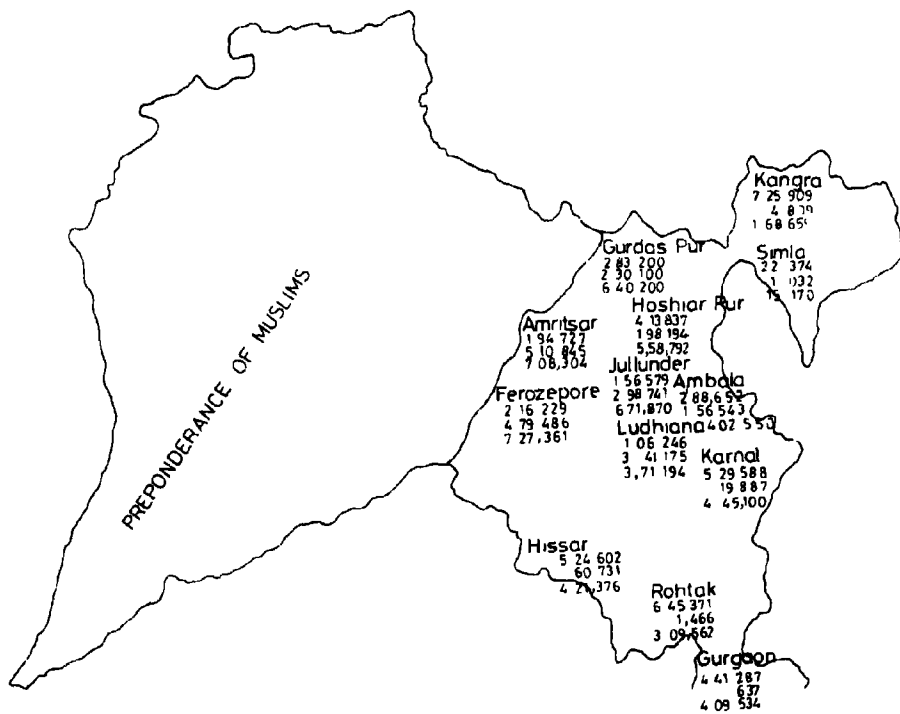 Kangra
7 25 909
1 68 65
Simla
22 374
1 032
15 170
Gurdas Pur
2 83 200
2 30 100
6 40 200
Hoshiar Pur
4 13 837
1 98 194
5,58,792
Amritsar
1 94 727
5 10 845
7 08,304
Jullunder
1 56 579
2 98 741
6 71,870
Ambala
2 88,652
1 56 543
402 550
Ferozepore
2 16 229
4 79 486
7 27,361
Ludhiana
1 06 246
3 41 175
3,71 194
Karnal
5 29 588
19 887
4 45,100
PREPONDERANCE OF MUSLIMS
Hissar
5 24 602
60 731
4 21,376
Rohtak
6 45 371
1,466
3 09,562
Gurgaon
4 41 287
637
4 09 534